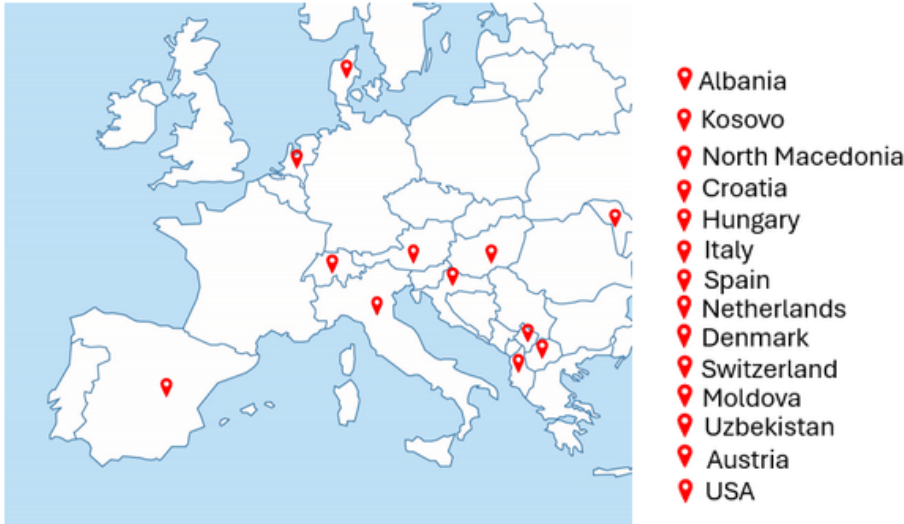 Albania
Kosovo
North Macedonia
Croatia
Hungary
Italy
Spain
Netherlands
Denmark
Switzerland
Moldova
Uzbekistan
Austria
USA